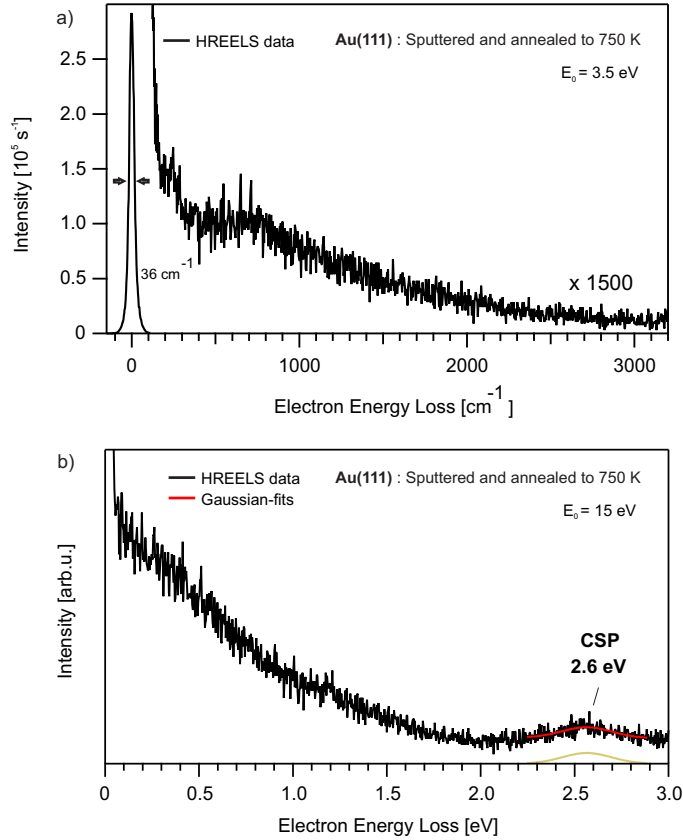 a)
HREELS data
Au(111) : Sputtered and annealed to 750 K
E₀ = 3.5 eV
2.5
2.0
1.5
1.0
0.5
0
Intensity [10⁵ s⁻¹]
36 cm⁻¹
x 1500
0 1000 2000 3000
Electron Energy Loss [cm⁻¹]
b)
HREELS data
Gaussian-fits
Au(111) : Sputtered and annealed to 750 K
E₀ = 15 eV
Intensity [arb.u.]
CSP
2.6 eV
0 0.5 1.0 1.5 2.0 2.5 3.0
Electron Energy Loss [eV]